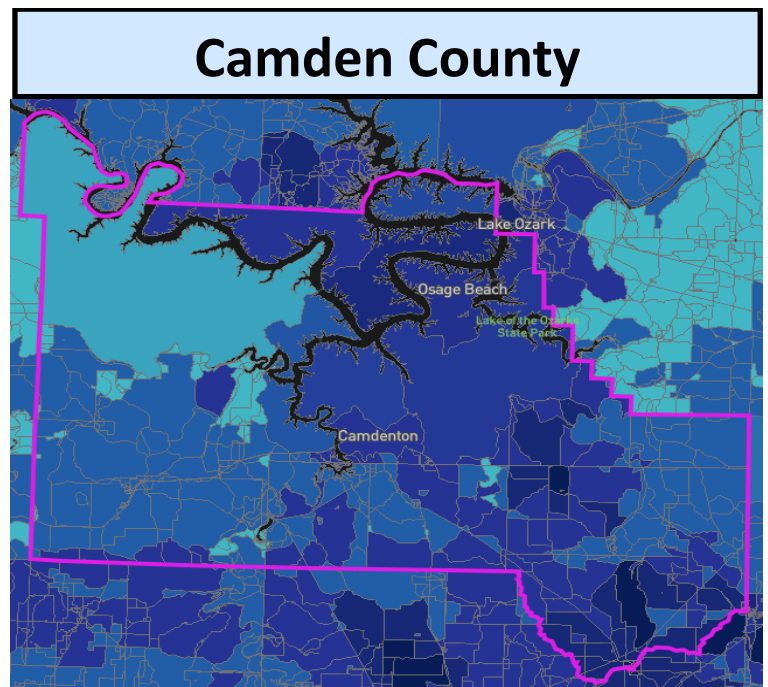 Camden County
Lake Ozark
Osage Beach
Lake of the Ozarks
State Park
Camdenton